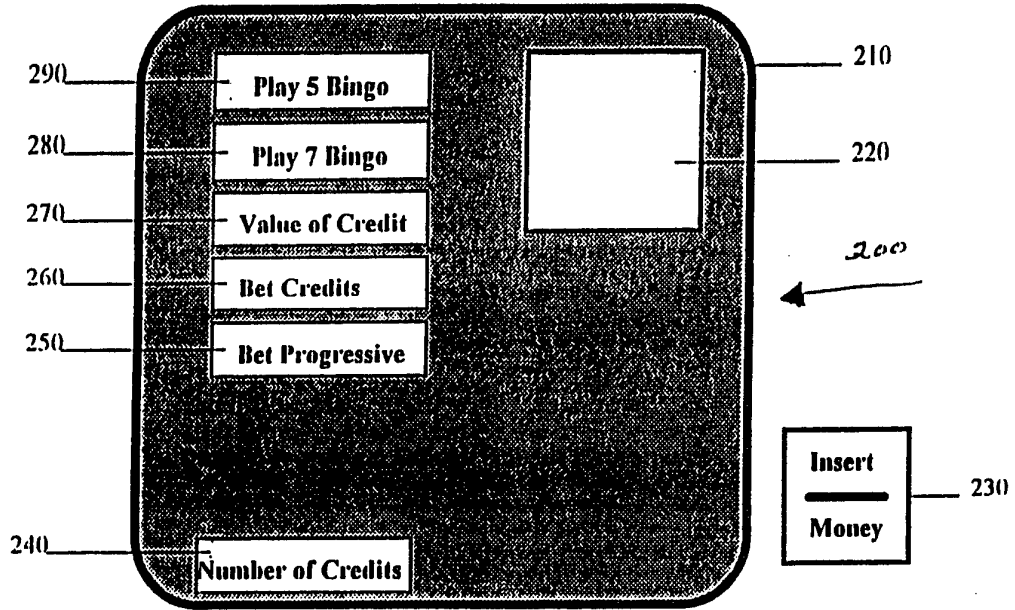 290 Play 5 Bingo 210
280 Play 7 Bingo 220
270 Value of Credit
200
260 Bet Credits
250 Bet Progressive
Insert
230
Money
240 Number of Credits